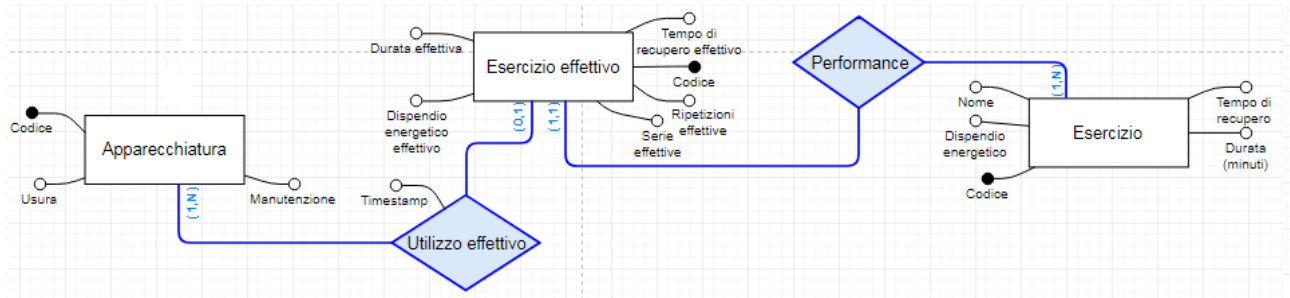 Durata effettiva
Tempo di
recupero effettivo
Esercizio effettivo
Codice
Dispendio
energetico
effettivo
Ripetizioni
effettive
Serie
effettive
(0,1)
(1,1)
Performance
(1,N)
Nome
Dispendio
energetico
Codice
Esercizio
Tempo di
recupero
Durata
(minuti)
Codice
Apparecchiatura
Usura
Manutenzione
(1,N)
Timestamp
Utilizzo effettivo